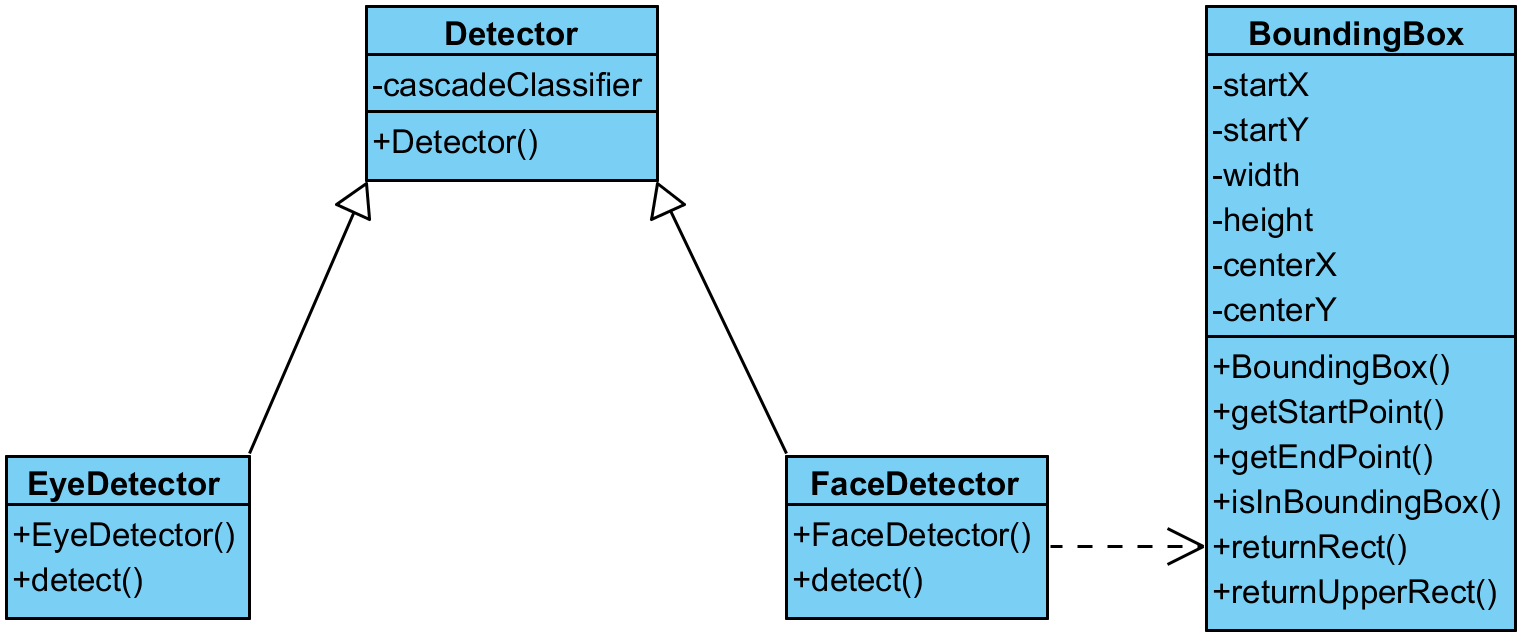 Detector
-cascadeClassifier
+Detector()
BoundingBox
-startX
-startY
-width
-height
-centerX
-centerY
+BoundingBox()
+getStartPoint()
+getEndPoint()
+isInBoundingBox()
+returnRect()
+returnUpperRect()
EyeDetector
+EyeDetector()
+detect()
FaceDetector
+FaceDetector()
+detect()